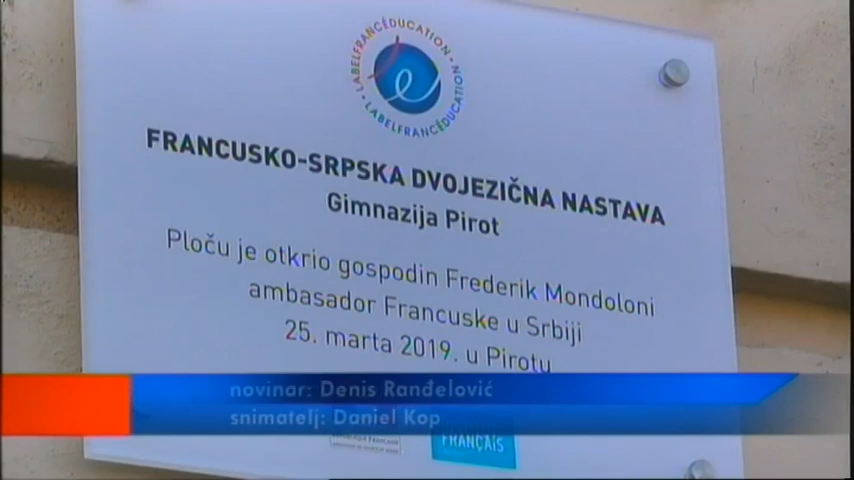 LABELFRANCÉDUCATION • LABELFRANCÉDUCATION •
FRANCUSKO-SRPSKA DVOJEZIČNA NASTAVA
Gimnazija Pirot
Ploču je otkrio gospodin Frederik Mondoloni
ambasador Francuske u Srbiji
25. marta 2019. u Pirotu
novinar: Denis Ranđelović
snimatelj: Daniel Kop
FRANÇAIS